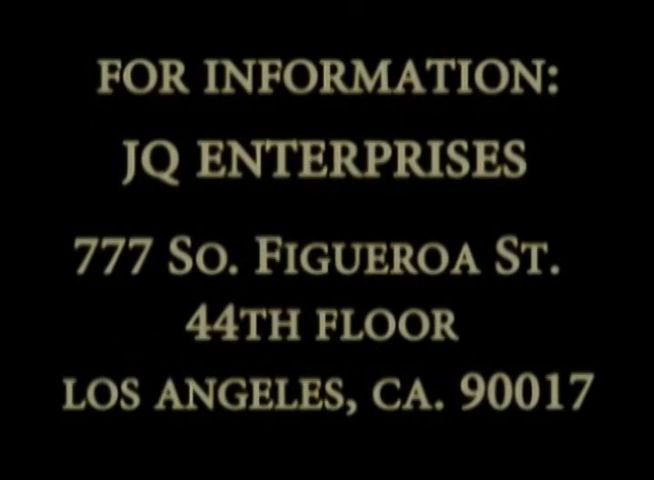 FOR INFORMATION:
JQ ENTERPRISES
777 SO. FIGUEROA ST.
44TH FLOOR
LOS ANGELES, CA. 90017